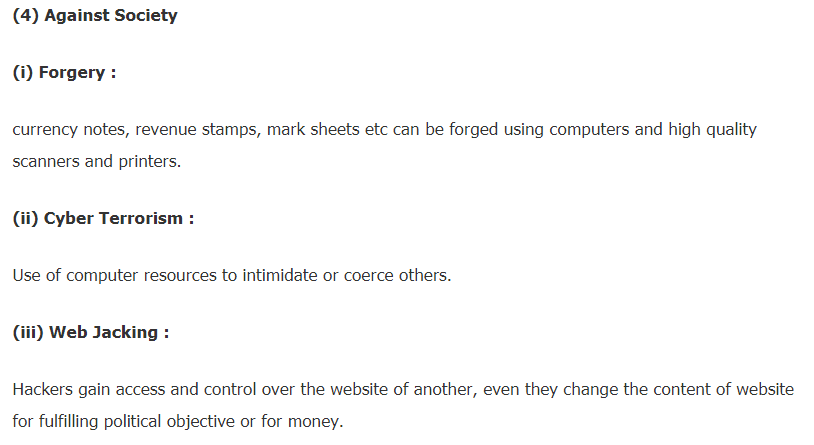 (4) Against Society
(i) Forgery :
currency notes, revenue stamps, mark sheets etc can be forged using computers and high quality
scanners and printers.
(ii) Cyber Terrorism :
Use of computer resources to intimidate or coerce others.
(iii) Web Jacking :
Hackers gain access and control over the website of another, even they change the content of website
for fulfilling political objective or for money.